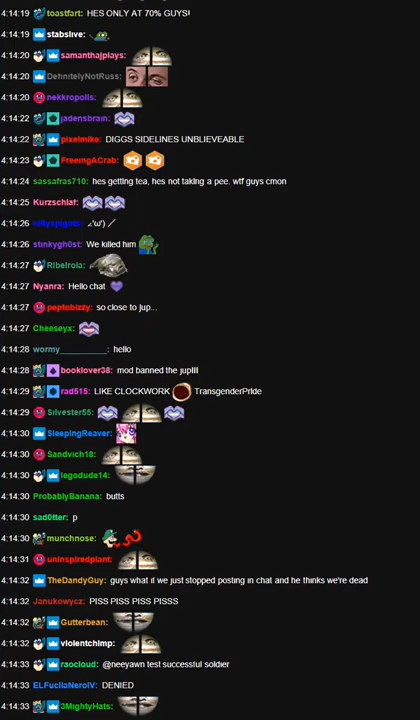 4:14:19 toastfart: HES ONLY AT 70% GUYS!
4:14:19 stabslive:
4:14:20 samanthajplays:
4:14:20 DefinitelyNotRuss:
4:14:20 nekkropolis:
4:14:22 jadensbrain:
4:14:22 pixelmike: DIGGS SIDELINES UNBLIEVEABLE
4:14:23 FreeingACrab:
4:14:24 sassafras710: hes getting tea, hes not taking a pee. wtf guys cmon
4:14:25 Kurzschlaf:
4:14:26
4:14:26 stinkygh0st: We killed him
4:14:27 Ribelrola:
4:14:27 Nyanra: Hello chat
4:14:27 peptobizzy: so close to jup...
4:14:27 Cheeseyx:
4:14:28 wormy__________: hello
4:14:28 booklover38: mod banned the juplll
4:14:29 rad515: LIKE CLOCKWORK TransgenderPride
4:14:29 Silvester55:
4:14:30 SleepingReaver:
4:14:30 Sandvich18:
4:14:30 legodude14:
4:14:30 ProbablyBanana: butts
4:14:30 sad0tter: p
4:14:30 munchnose:
4:14:31 uninspiredplant:
4:14:32 TheDandyGuy: guys what if we just stopped posting in chat and he thinks we're dead
4:14:32 Janukowycz: PISS PISS PISS PISSS
4:14:32 Gutterbean:
4:14:32 violentchimp:
4:14:33 raocloud: @neeyawn test successful soldier
4:14:33 ELFucilaNerolV: DENIED
4:14:33 3MightyHats: